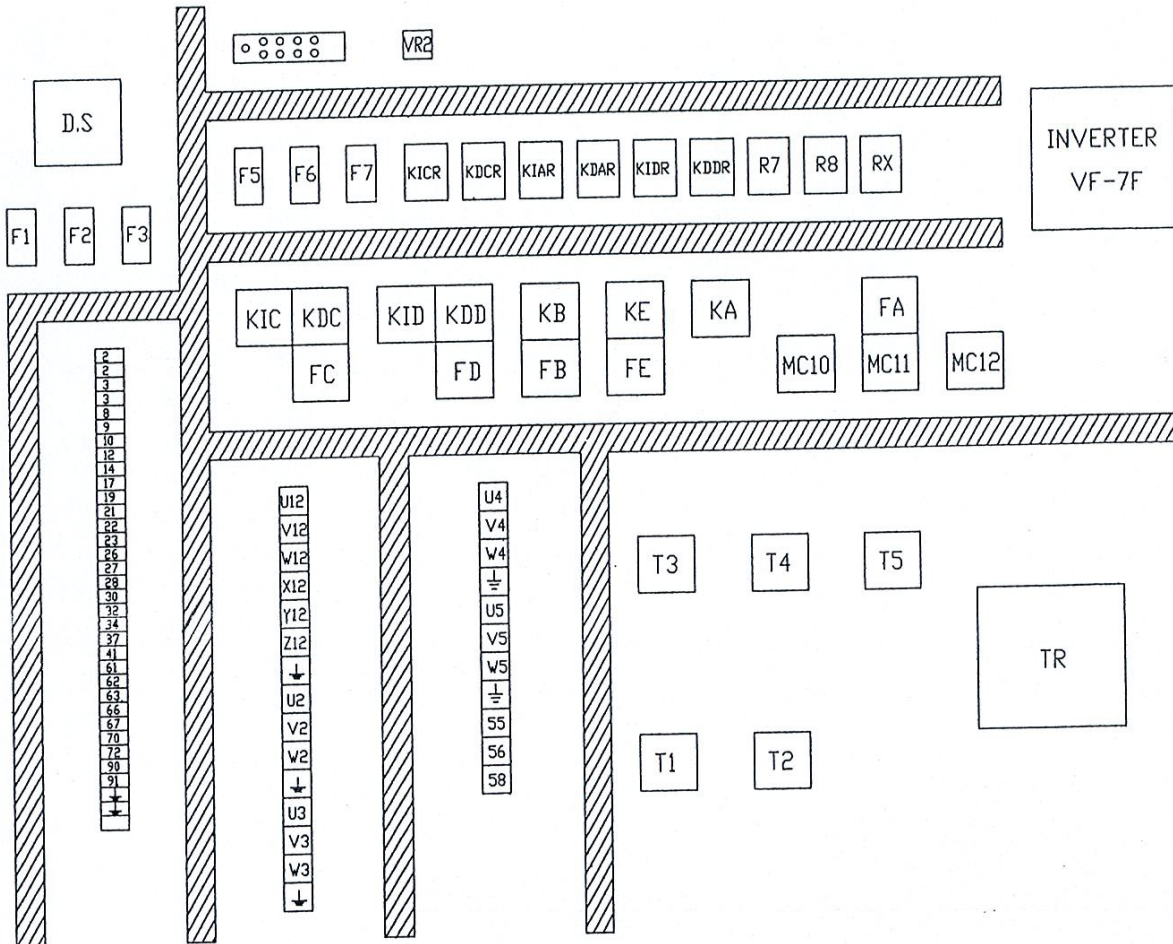 VR2
D.S
INVERTER
VF-7F
F5 F6 F7 KICR KDCR KIAR KDAR KIDR KDDR R7 R8 RX
F1 F2 F3
KIC KDC KID KDD KB KE KA FA
FC FD FB FE MC10 MC11 MC12
2
2
3
3
8
9
10
12
14
17
19
21
22
23
26
27
28
30
32
34
37
41
61
62
63
66
67
70
72
90
91
U12
V12
W12
X12
Y12
Z12
U2
V2
W2
U3
V3
W3
U4
V4
W4
U5
V5
W5
55
56
58
T3 T4 T5
TR
T1 T2